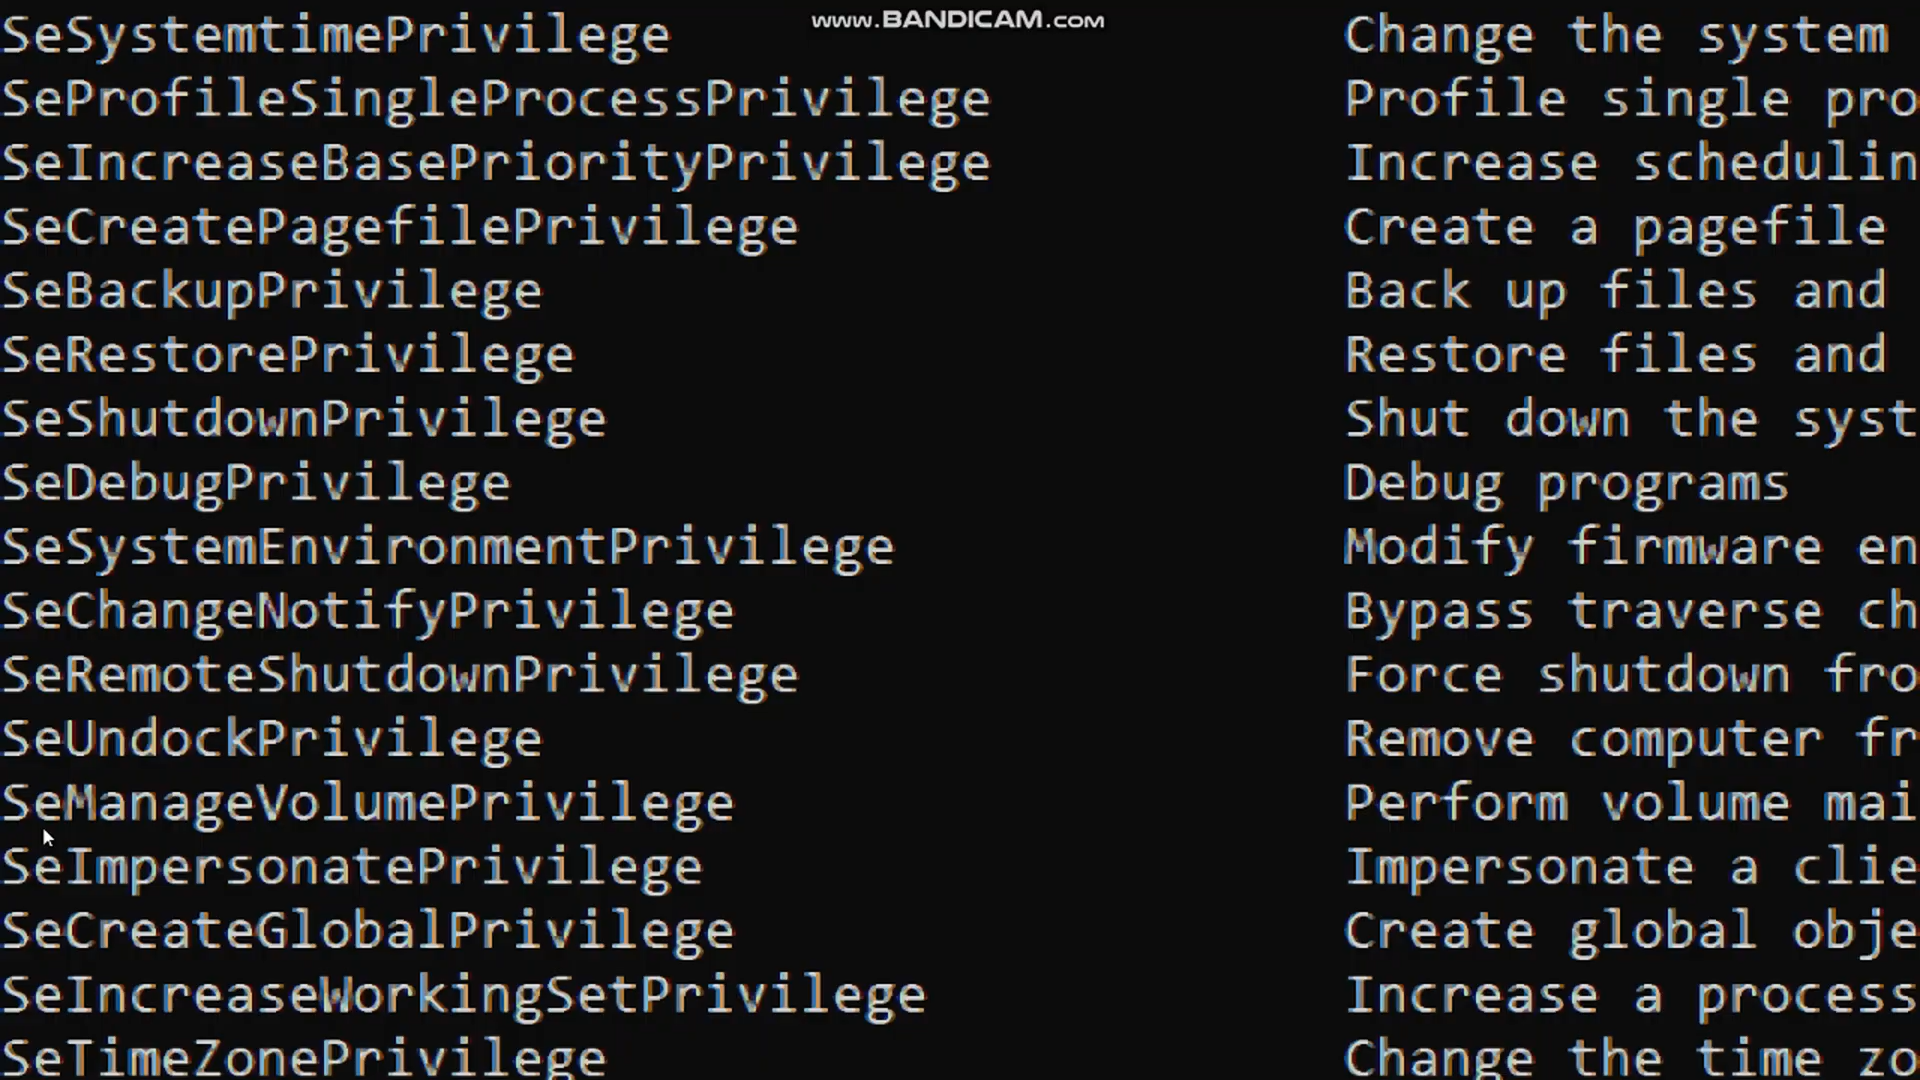 www.BANDICAM.com
SeSystemtimePrivilege Change the system
SeProfileSingleProcessPrivilege Profile single pro
SeIncreaseBasePriorityPrivilege Increase schedulin
SeCreatePagefilePrivilege Create a pagefile
SeBackupPrivilege Back up files and
SeRestorePrivilege Restore files and
SeShutdownPrivilege Shut down the syst
SeDebugPrivilege Debug programs
SeSystemEnvironmentPrivilege Modify firmware en
SeChangeNotifyPrivilege Bypass traverse ch
SeRemoteShutdownPrivilege Force shutdown fro
SeUndockPrivilege Remove computer fr
SeManageVolumePrivilege Perform volume mai
SeImpersonatePrivilege Impersonate a clie
SeCreateGlobalPrivilege Create global obje
SeIncreaseWorkingSetPrivilege Increase a process
SeTimeZonePrivilege Change the time zo